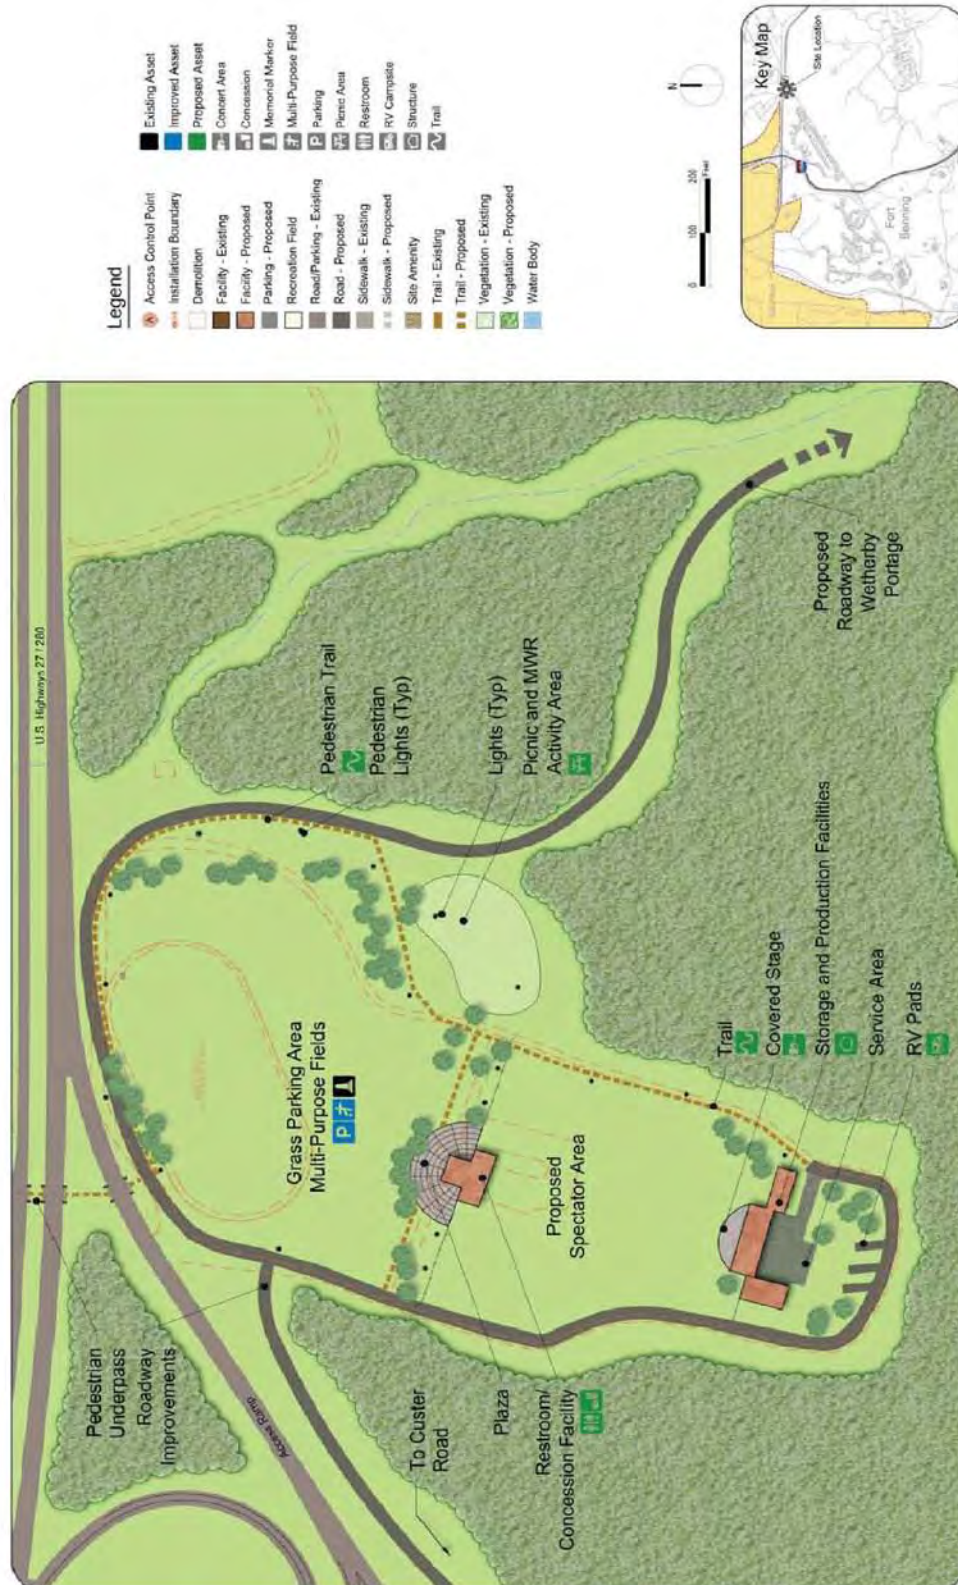 Legend
Access Control Point
Installation Boundary
Demolition
Facility - Existing
Facility - Proposed
Parking - Proposed
Recreation Field
Road/Parking - Existing
Road - Proposed
Sidewalk - Existing
Sidewalk - Proposed
Site Amenity
Trail - Existing
Trail - Proposed
Vegetation - Existing
Vegetation - Proposed
Water Body
Existing Asset
Improved Asset
Proposed Asset
Concert Area
Concession
Memorial Marker
Multi-Purpose Field
P Parking
Picnic Area
Restroom
RV Campsite
Structure
Trail
N
0 100 200
Feet
Key Map
Site Location
Fort
Benning
U.S. Highways 27 / 280
Pedestrian
Underpass
Roadway
Improvements
Access Ramp
To Custer
Road
Plaza
Restroom/
Concession Facility
Grass Parking Area
Multi-Purpose Fields
P
Proposed
Spectator Area
Pedestrian Trail
Pedestrian
Lights (Typ)
Lights (Typ)
Picnic and MWR
Activity Area
Trail
Covered Stage
Storage and Production Facilities
Service Area
RV Pads
Proposed
Roadway to
Wetherby
Portage